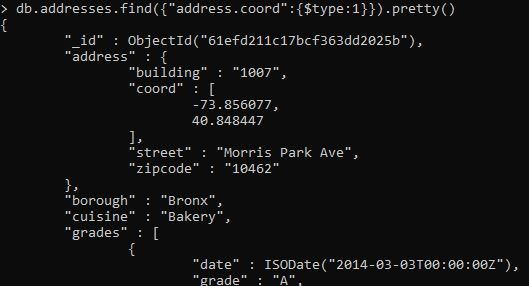 > db.addresses.find({"address.coord":{$type:1}}).pretty()
{
"_id" : ObjectId("61efd211c17bcf363dd2025b"),
"address" : {
"building" : "1007",
"coord" : [
-73.856077,
40.848447
],
"street" : "Morris Park Ave",
"zipcode" : "10462"
},
"borough" : "Bronx",
"cuisine" : "Bakery",
"grades" : [
{
"date" : ISODate("2014-03-03T00:00:00Z"),
"grade" : "A",